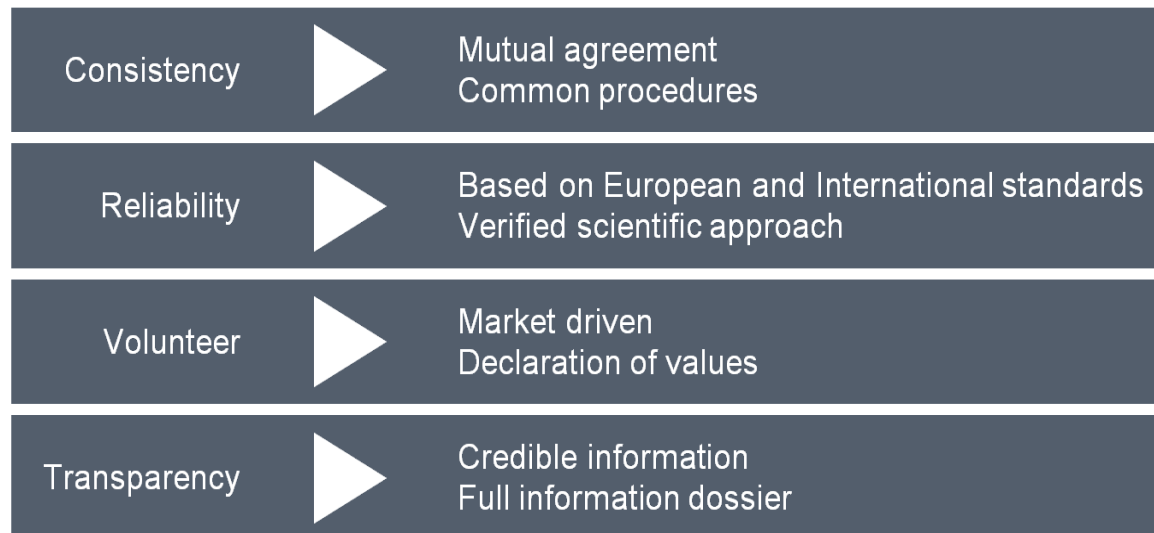 Consistency
Mutual agreement
Common procedures
Reliability
Based on European and International standards
Verified scientific approach
Volunteer
Market driven
Declaration of values
Transparency
Credible information
Full information dossier